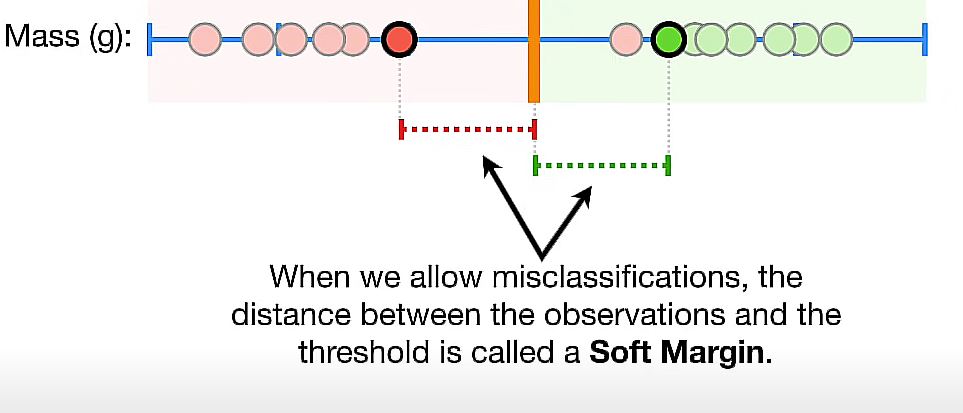 Mass (g):
When we allow misclassifications, the
distance between the observations and the
threshold is called a Soft Margin.